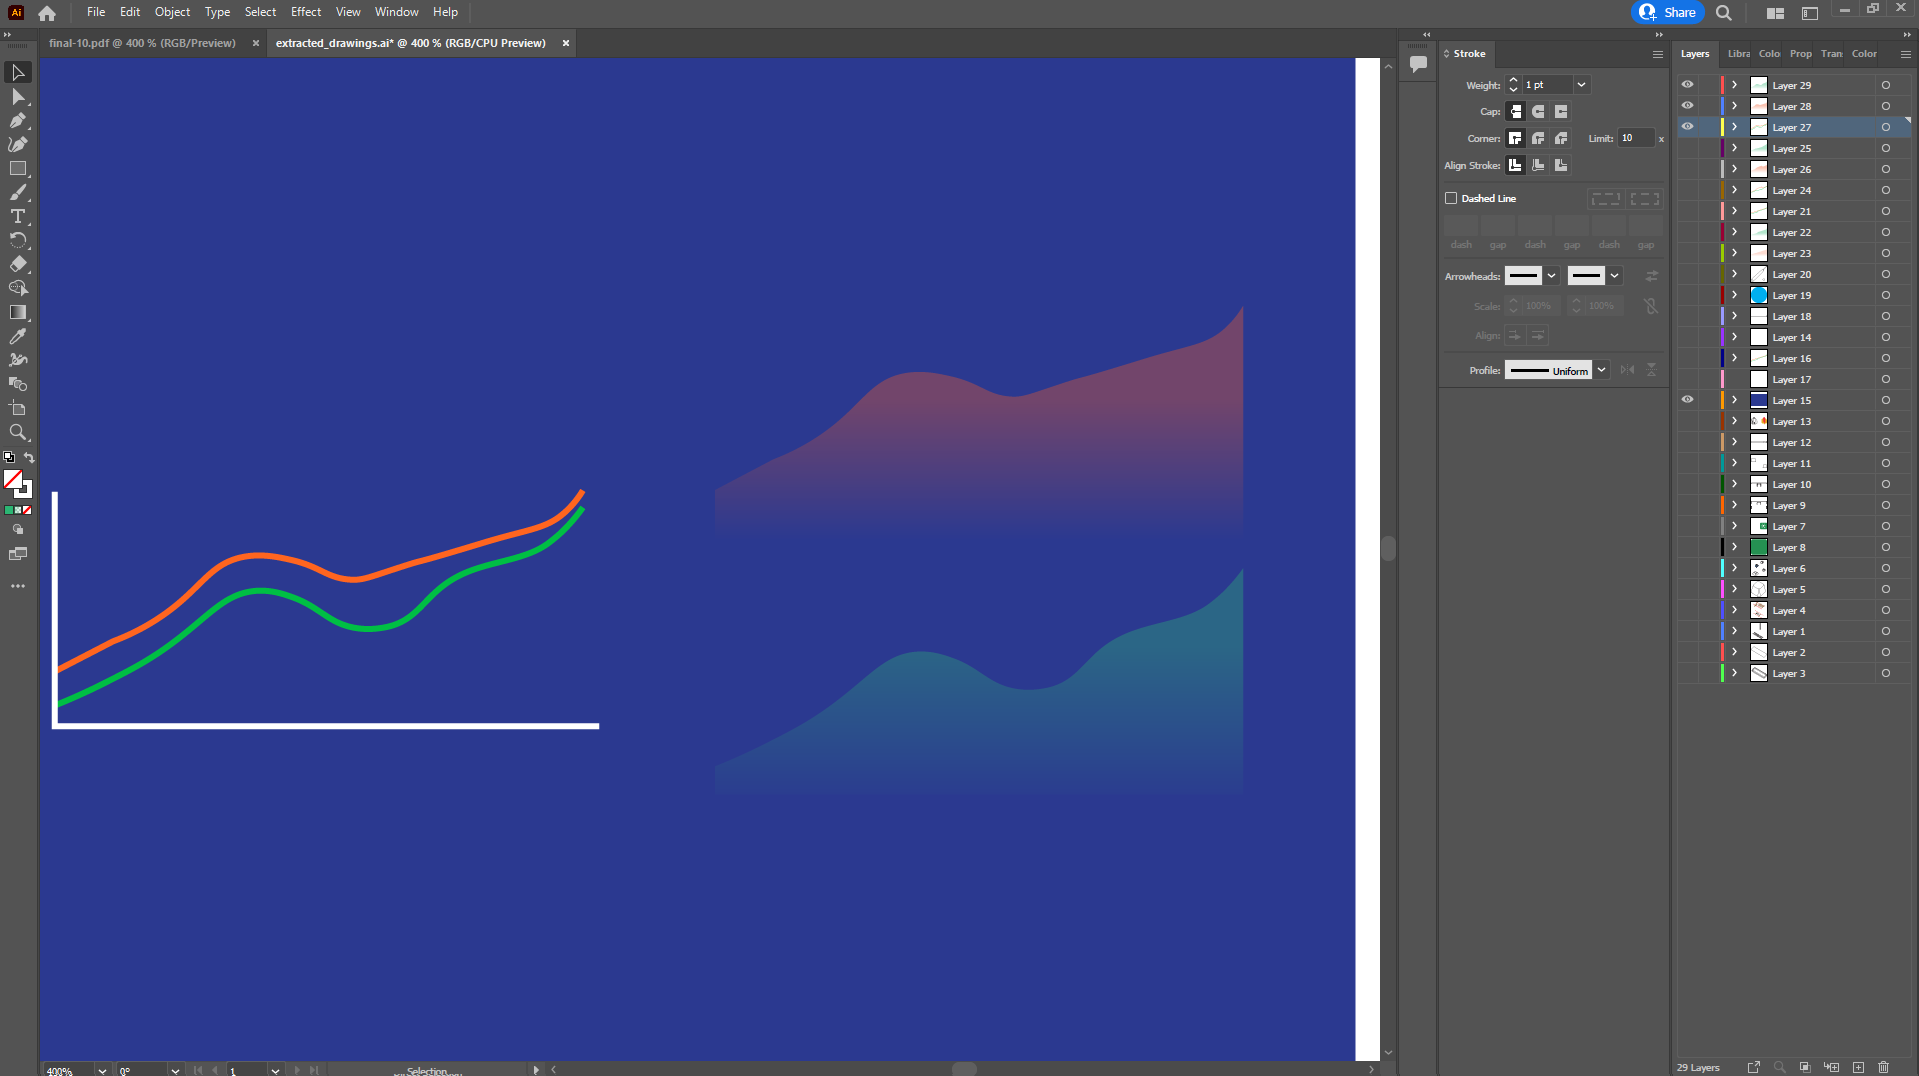 Ai File Edit Object Type Select Effect View Window Help Share
final-10.pdf @ 400 % (RGB/Preview) × extracted_drawings.ai* @ 400 % (RGB/CPU Preview) ×
Stroke
Weight: 1 pt
Cap:
Corner: Limit: 10 x
Align Stroke:
Dashed Line
dash gap dash gap dash gap
Arrowheads:
Scale: 100% 100%
Align:
Profile: Uniform
Layers Libra Colo Prop Tran Color
Layer 29
Layer 28
Layer 27
Layer 25
Layer 26
Layer 24
Layer 21
Layer 22
Layer 23
Layer 20
Layer 19
Layer 18
Layer 14
Layer 16
Layer 17
Layer 15
Layer 13
Layer 12
Layer 11
Layer 10
Layer 9
Layer 7
Layer 8
Layer 6
Layer 5
Layer 4
Layer 1
Layer 2
Layer 3
29 Layers
400% 0° 1 Selection